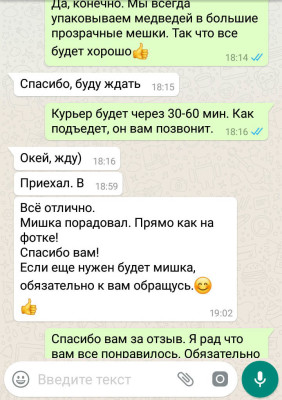 Да, конечно. Мы всегда
упаковываем медведей в большие
прозрачные мешки. Так что все
будет хорошо👍
18:14
Спасибо, буду ждать 18:15
Курьер будет через 30-60 мин. Как
подъедет, он вам позвонит. 18:16
Окей, жду) 18:16
Приехал. В 18:59
Всё отлично.
Мишка порадовал. Прямо как на
фотке!
Спасибо вам!
Если еще нужен будет мишка,
обязательно к вам обращусь.😊
👍 19:02
Спасибо вам за отзыв. Я рад что
вам все понравилось. Обязательно
Введите текст